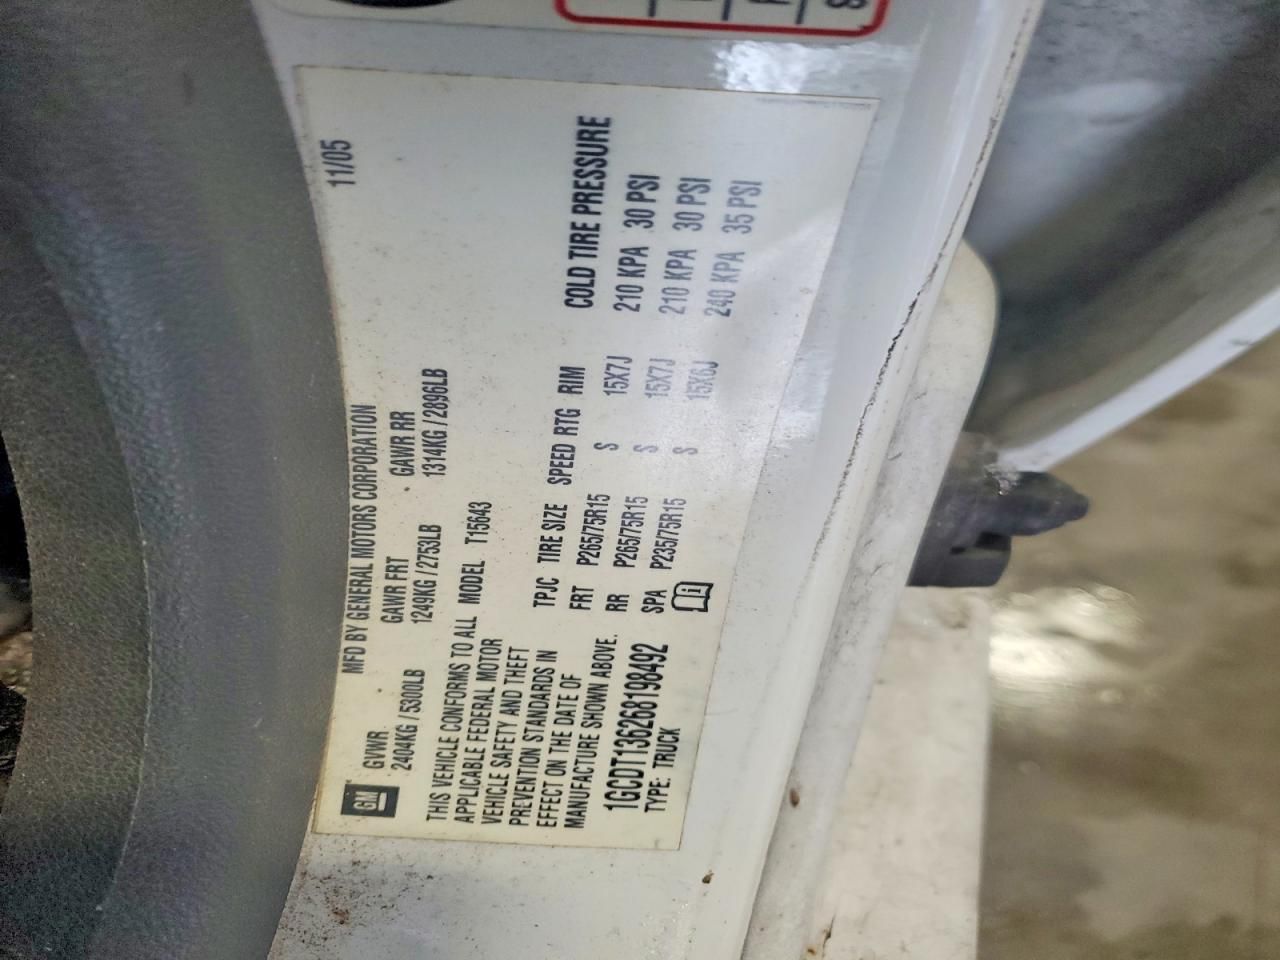 11/05
MFD BY GENERAL MOTORS CORPORATION
GM GVWR GAWR FRT GAWR RR
2404KG / 5300LB 1249KG / 2753LB 1314KG / 2896LB
THIS VEHICLE CONFORMS TO ALL MODEL T15643
APPLICABLE FEDERAL MOTOR
VEHICLE SAFETY AND THEFT
PREVENTION STANDARDS IN
EFFECT ON THE DATE OF
MANUFACTURE SHOWN ABOVE.
TPJC TIRE SIZE SPEED RTG RIM COLD TIRE PRESSURE
FRT P265/75R15 S 15X7J 210 KPA 30 PSI
RR P265/75R15 S 15X7J 210 KPA 30 PSI
SPA P235/75R15 S 15X6J 240 KPA 35 PSI
1GCDT136268198492
TYPE: TRUCK